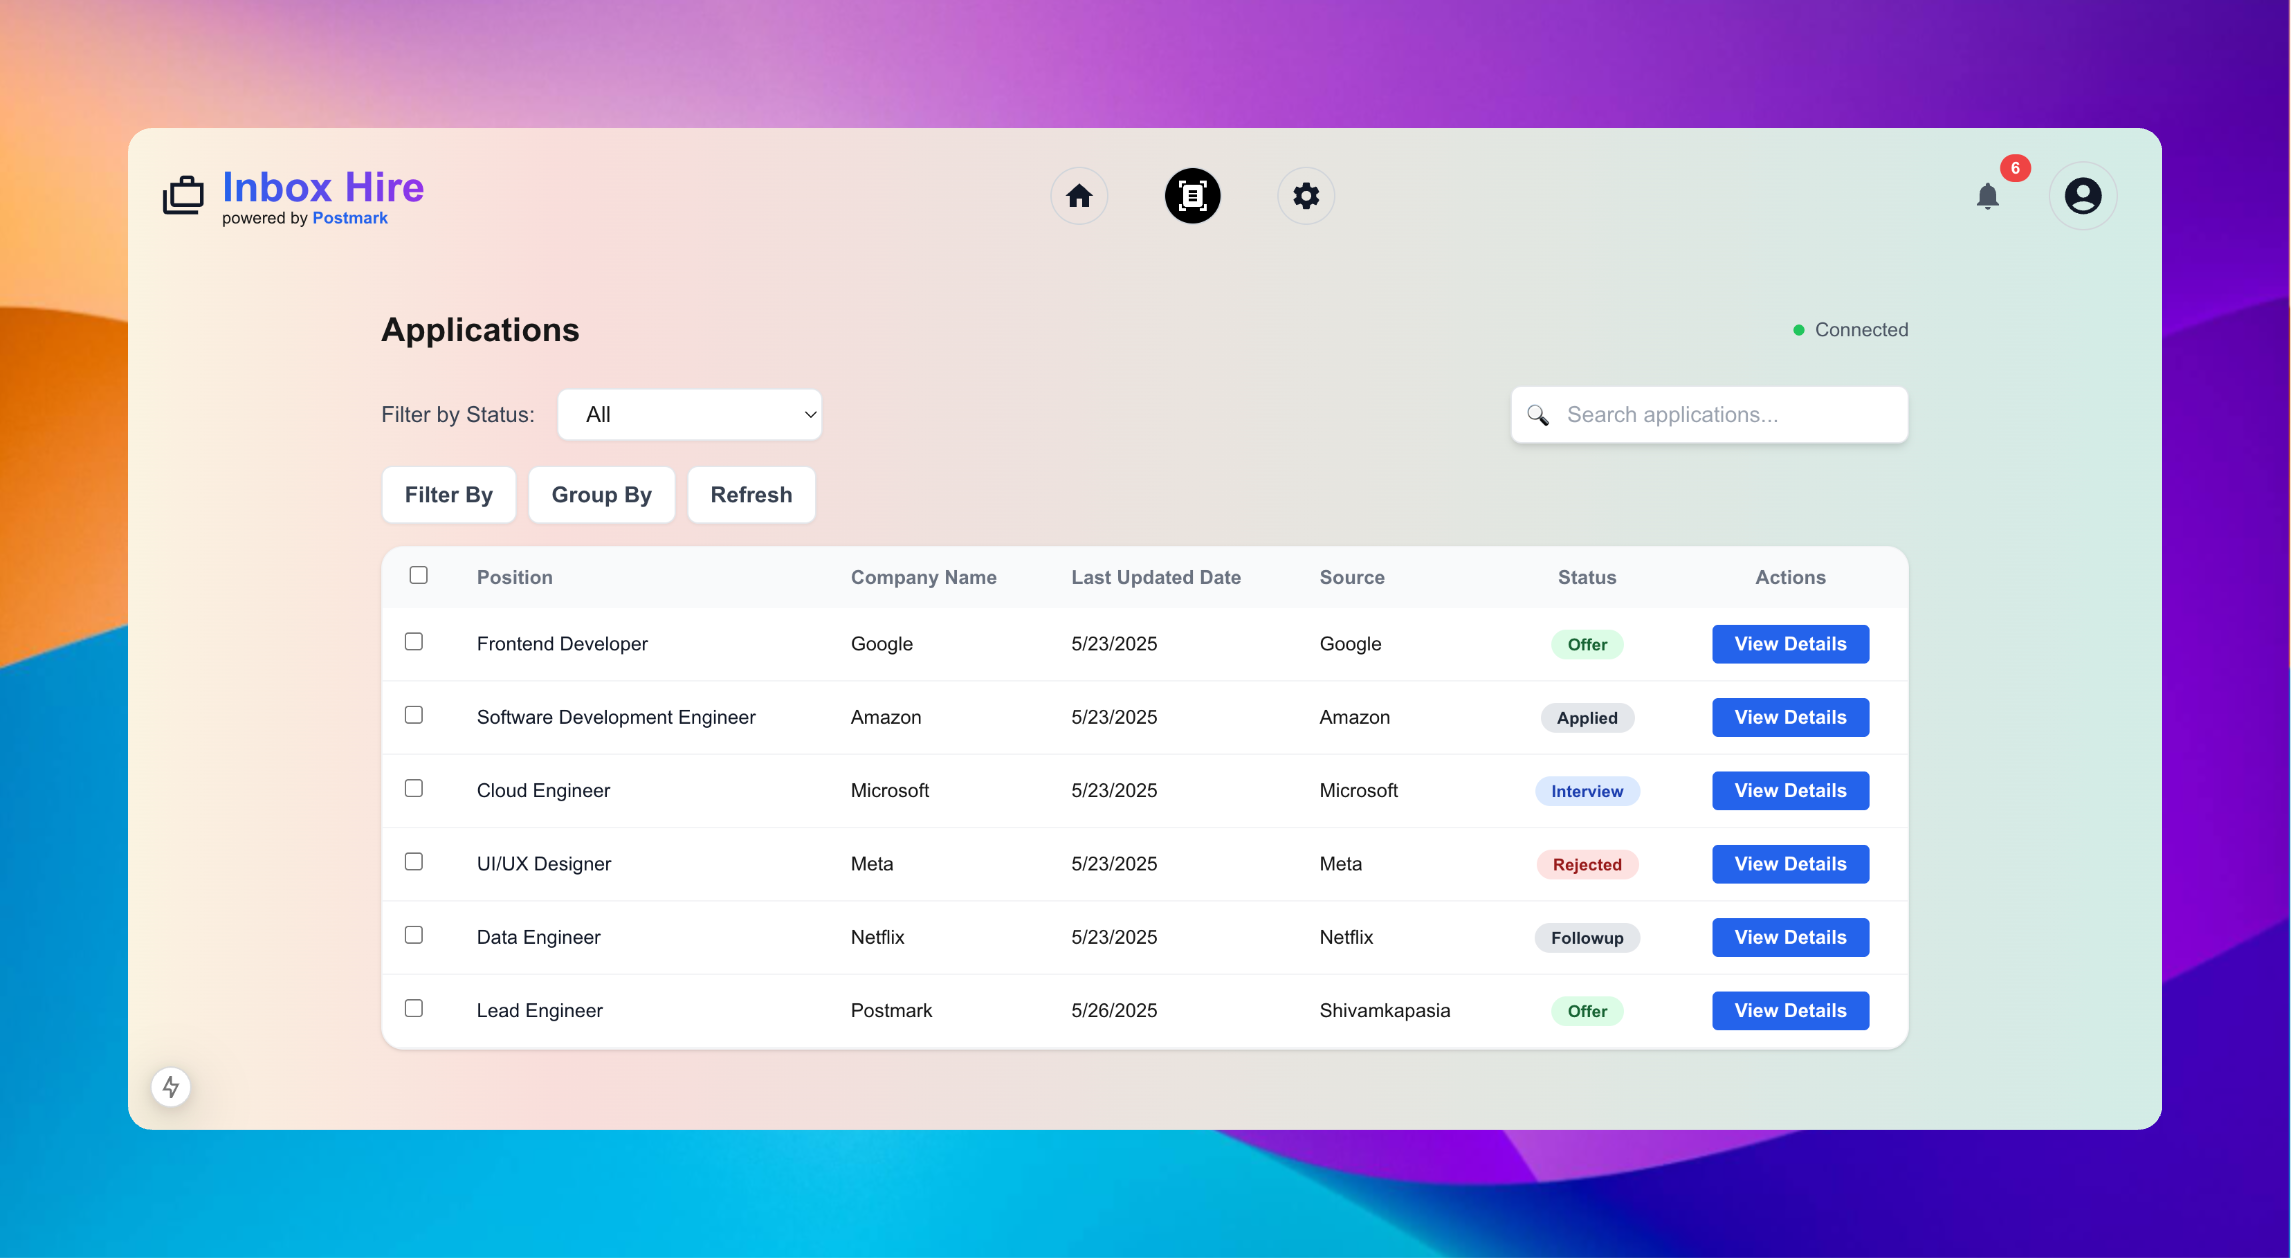 Inbox Hire
powered by Postmark
6
Applications
Connected
Filter by Status: All
Search applications...
Filter By Group By Refresh
Position Company Name Last Updated Date Source Status Actions
Frontend Developer Google 5/23/2025 Google Offer View Details
Software Development Engineer Amazon 5/23/2025 Amazon Applied View Details
Cloud Engineer Microsoft 5/23/2025 Microsoft Interview View Details
UI/UX Designer Meta 5/23/2025 Meta Rejected View Details
Data Engineer Netflix 5/23/2025 Netflix Followup View Details
Lead Engineer Postmark 5/26/2025 Shivamkapasia Offer View Details